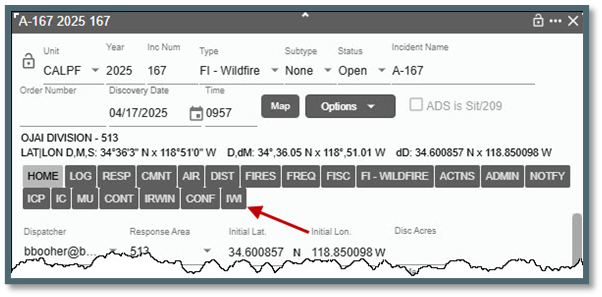 A-167 2025 167
Unit Year Inc Num Type Subtype Status Incident Name
CALPF 2025 167 FI - Wildfire None Open A-167
Order Number Discovery Date Time
04/17/2025 0957 Map Options ADS is Sit/209
OJAI DIVISION - 513
LAT|LON D,M,S: 34°36'3" N x 118°51'0" W D,dM: 34°,36.05 N x 118°,51.01 W dD: 34.600857 N x 118.850098 W
HOME LOG RESP CMNT AIR DIST FIRES FREQ FISC FI - WILDFIRE ACTNS ADMIN NOTFY
ICP IC MU CONT IRWIN CONF IWI
Dispatcher Response Area Initial Lat. Initial Lon. Disc Acres
bbooher@b... 513 34.600857 N 118.850098 W